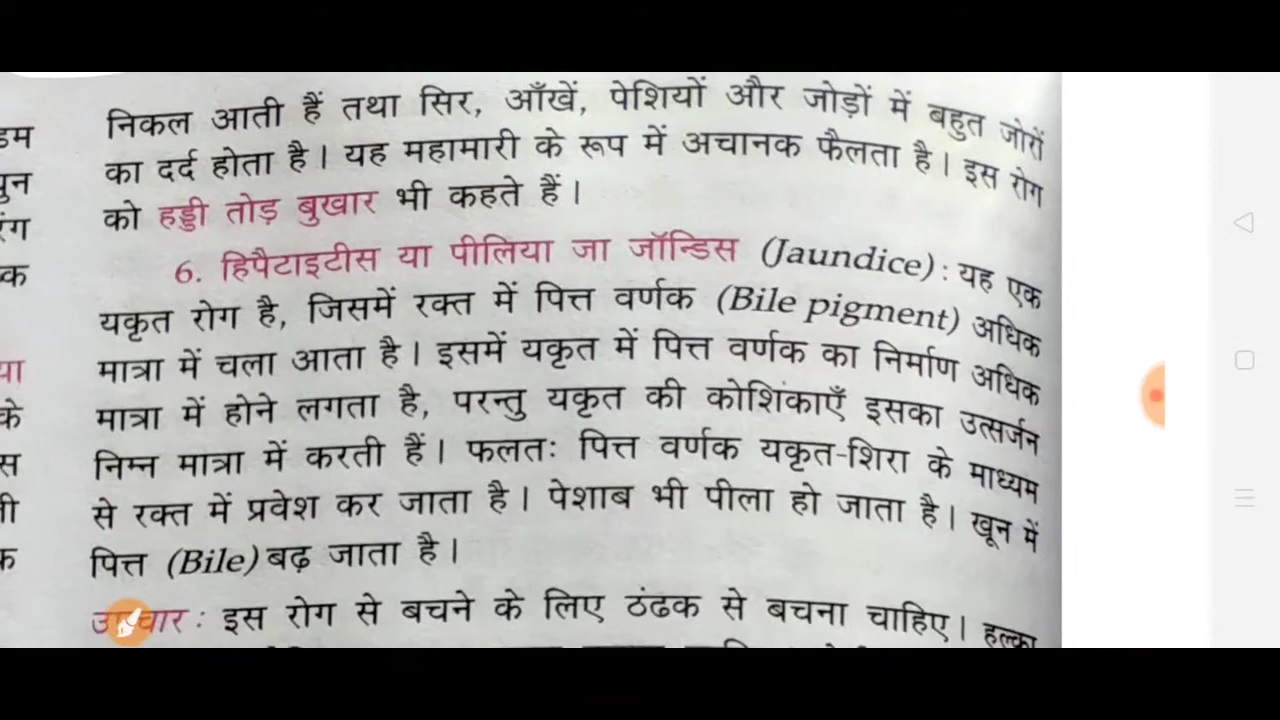 डम
पुन
रंग
क
या
के
स
नी
क
निकल आती हैं तथा सिर, आँखें, पेशियों और जोड़ों में बहुत जोरों
का दर्द होता है। यह महामारी के रूप में अचानक फैलता है। इस रोग
को हड्डी तोड़ बुखार भी कहते हैं।
6. हिपैटाइटीस या पीलिया जा जॉन्डिस (Jaundice) : यह एक
यकृत रोग है, जिसमें रक्त में पित्त वर्णक (Bile pigment) अधिक
मात्रा में चला आता है। इसमें यकृत में पित्त वर्णक का निर्माण अधिक
मात्रा में होने लगता है, परन्तु यकृत की कोशिंकाएँ इसका उत्सर्जन
निम्न मात्रा में करती हैं। फलतः पित्त वर्णक यकृत-शिरा के माध्यम
से रक्त में प्रवेश कर जाता है। पेशाब भी पीला हो जाता है। खून में
पित्त (Bile) बढ़ जाता है।
उपचार : इस रोग से बचने के लिए ठंढक से बचना चाहिए। हल्का